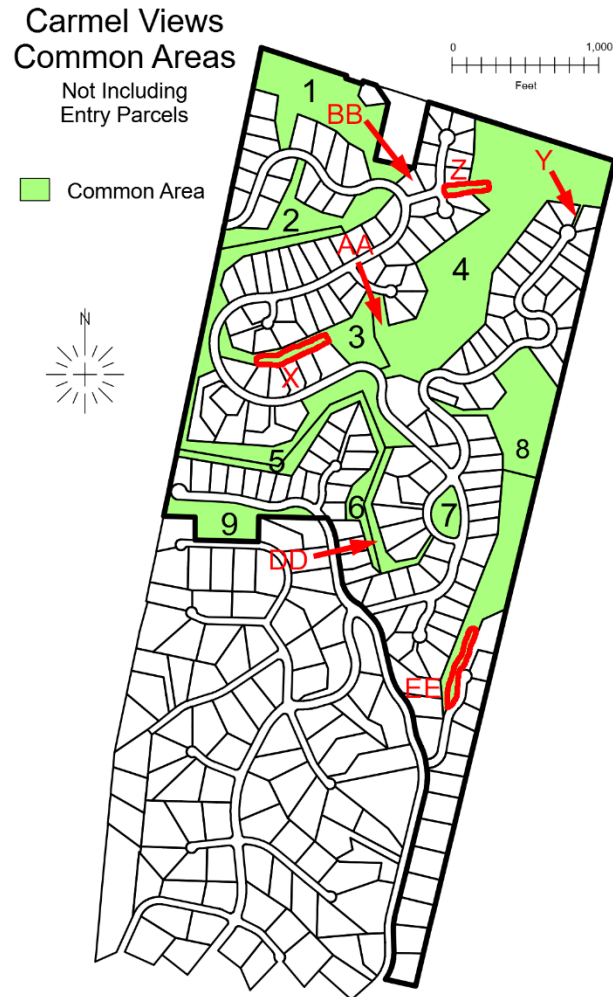 Carmel Views
Common Areas
Not Including
Entry Parcels
Common Area
0 1,000
Feet
N
1
BB
Z
Y
2
AA
4
3
X
5
8
6
7
9
DD
EE